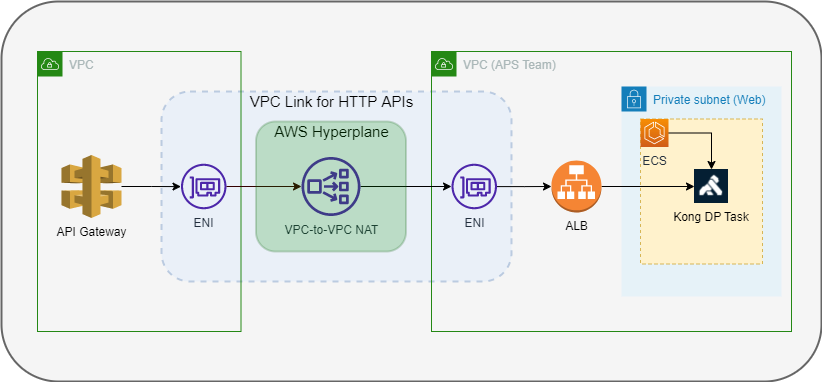 VPC
VPC (APS Team)
VPC Link for HTTP APIs
Private subnet (Web)
AWS Hyperplane
ECS
API Gateway
ENI
VPC-to-VPC NAT
ENI
ALB
Kong DP Task